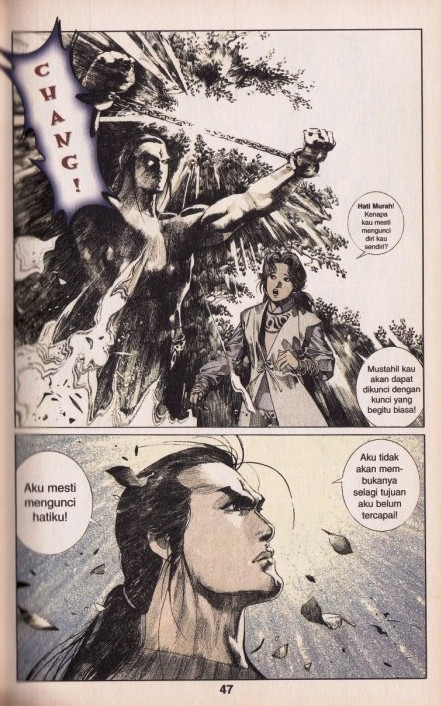 CHANG!
Hati Murah!
Kenapa
kau mesti
mengunci
diri kau
sendiri?
Mustahil kau
akan dapat
dikunci dengan
kunci yang
begitu biasa!
Aku mesti
mengunci
hatiku!
Aku tidak
akan mem-
bukanya
selagi tujuan
aku belum
tercapai!
47